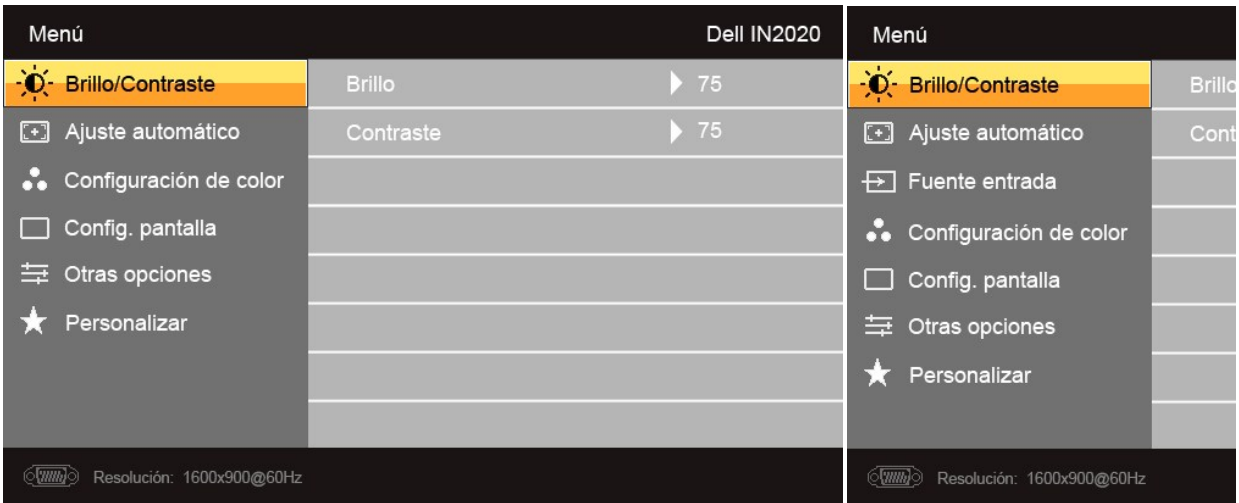 Menú Dell IN2020
Brillo/Contraste Brillo 75
Ajuste automático Contraste 75
Configuración de color
Config. pantalla
Otras opciones
Personalizar
Resolución: 1600x900@60Hz
Menú
Brillo/Contraste Brillo
Ajuste automático Cont
Fuente entrada
Configuración de color
Config. pantalla
Otras opciones
Personalizar
Resolución: 1600x900@60Hz